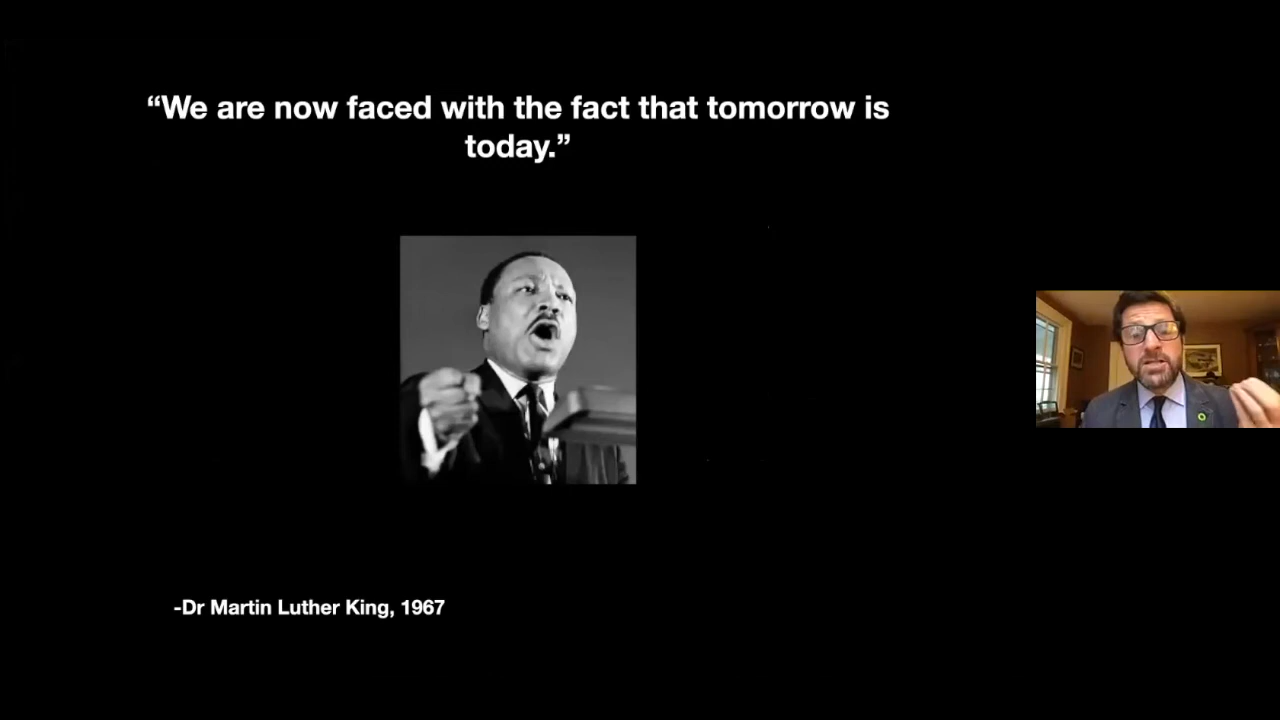 “We are now faced with the fact that tomorrow is
today.”
-Dr Martin Luther King, 1967